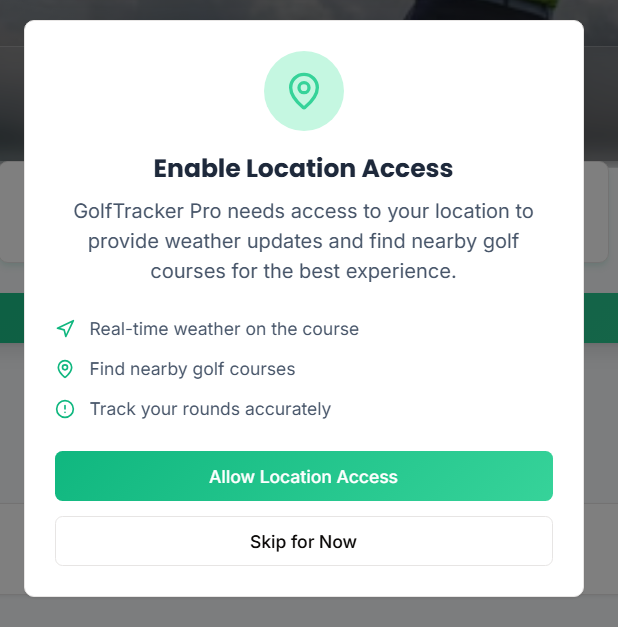 Enable Location Access
GolfTracker Pro needs access to your location to
provide weather updates and find nearby golf
courses for the best experience.
Real-time weather on the course
Find nearby golf courses
Track your rounds accurately
Allow Location Access
Skip for Now